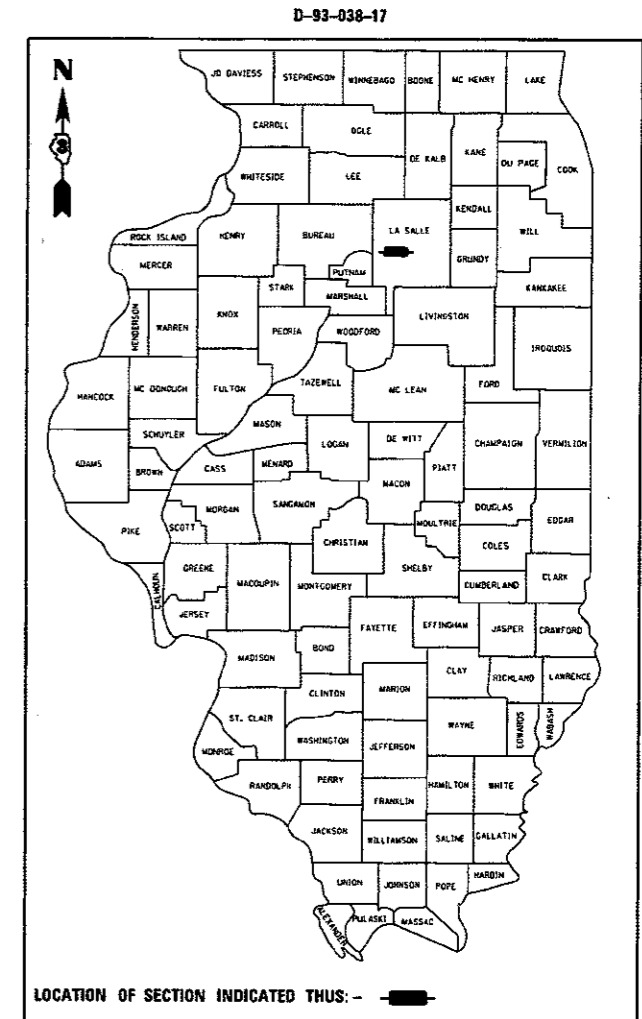 D-93-038-17
N
JO DAVIESS STEPHENSON WINNEBAGO BOONE MC HENRY LAKE
CARROLL OGLE
DE KALB KANE DU PAGE COOK
WHITESIDE LEE
KENDALL WILL
ROCK ISLAND HENRY BUREAU LA SALLE
MERCER PUTNAM GRUNDY
STARK MARSHALL KANKAKEE
HENDERSON WARREN KNOX PEORIA WOODFORD LIVINGSTON
IROQUOIS
HANCOCK MC DONOUGH FULTON TAZEWELL MC LEAN FORD
SCHUYLER MASON
ADAMS BROWN CASS MENARD LOGAN DE WITT PIATT CHAMPAIGN VERMILION
MACON
PIKE SCOTT MORGAN SANGAMON CHRISTIAN MOULTRIE DOUGLAS EDGAR
COLES
CALHOUN GREENE MACOUPIN MONTGOMERY SHELBY CUMBERLAND CLARK
JERSEY
MADISON BOND FAYETTE EFFINGHAM JASPER CRAWFORD
CLINTON MARION CLAY RICHLAND LAWRENCE
ST. CLAIR WASHINGTON JEFFERSON WAYNE EDWARDS WABASH
MONROE
RANDOLPH PERRY HAMILTON WHITE
FRANKLIN
JACKSON WILLIAMSON SALINE GALLATIN
UNION JOHNSON POPE HARDIN
ALEXANDER PULASKI MASSAC
LOCATION OF SECTION INDICATED THUS: -